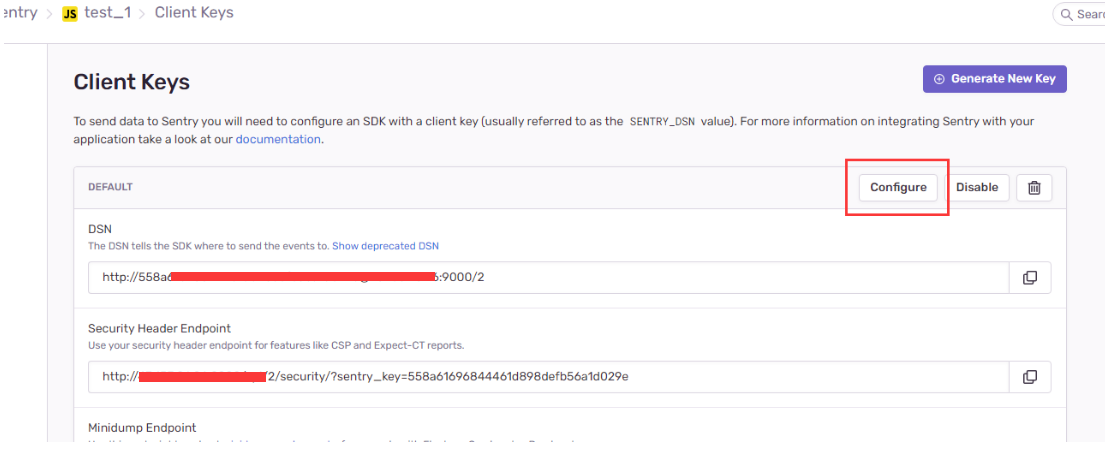 entry > JS test_1 > Client Keys
Sear
Client Keys
Generate New Key
To send data to Sentry you will need to configure an SDK with a client key (usually referred to as the SENTRY_DSN value). For more information on integrating Sentry with your
application take a look at our documentation.
DEFAULT
Configure
Disable
DSN
The DSN tells the SDK where to send the events to. Show deprecated DSN
http://558a :9000/2
Security Header Endpoint
Use your security header endpoint for features like CSP and Expect-CT reports.
http:// /2/security/?sentry_key=558a61696844461d898defb56a1d029e
Minidump Endpoint